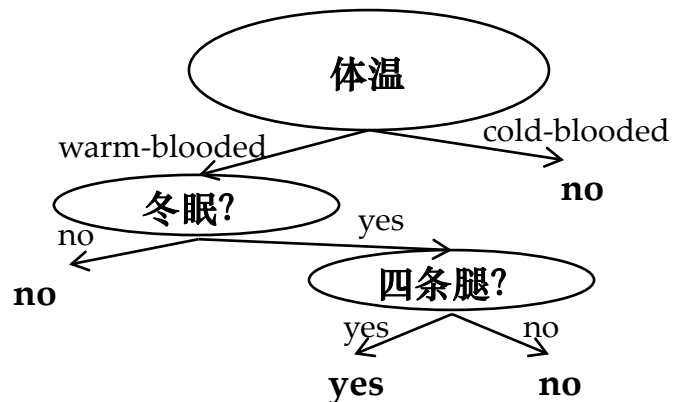 体温
warm-blooded
cold-blooded
冬眠?
no
no
yes
no
四条腿?
yes
no
yes
no